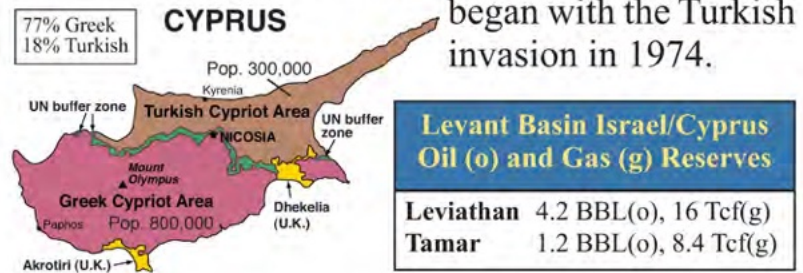 77% Greek
18% Turkish
CYPRUS
began with the Turkish
invasion in 1974.
Pop. 300,000
Kyrenia
UN buffer zone
Turkish Cypriot Area
UN buffer
zone
NICOSIA
Mount
Olympus
Greek Cypriot Area
Paphos
Pop. 800,000
Dhekelia
(U.K.)
Akrotiri (U.K.)
Levant Basin Israel/Cyprus
Oil (o) and Gas (g) Reserves
Leviathan 4.2 BBL(o), 16 Tcf(g)
Tamar 1.2 BBL(o), 8.4 Tcf(g)